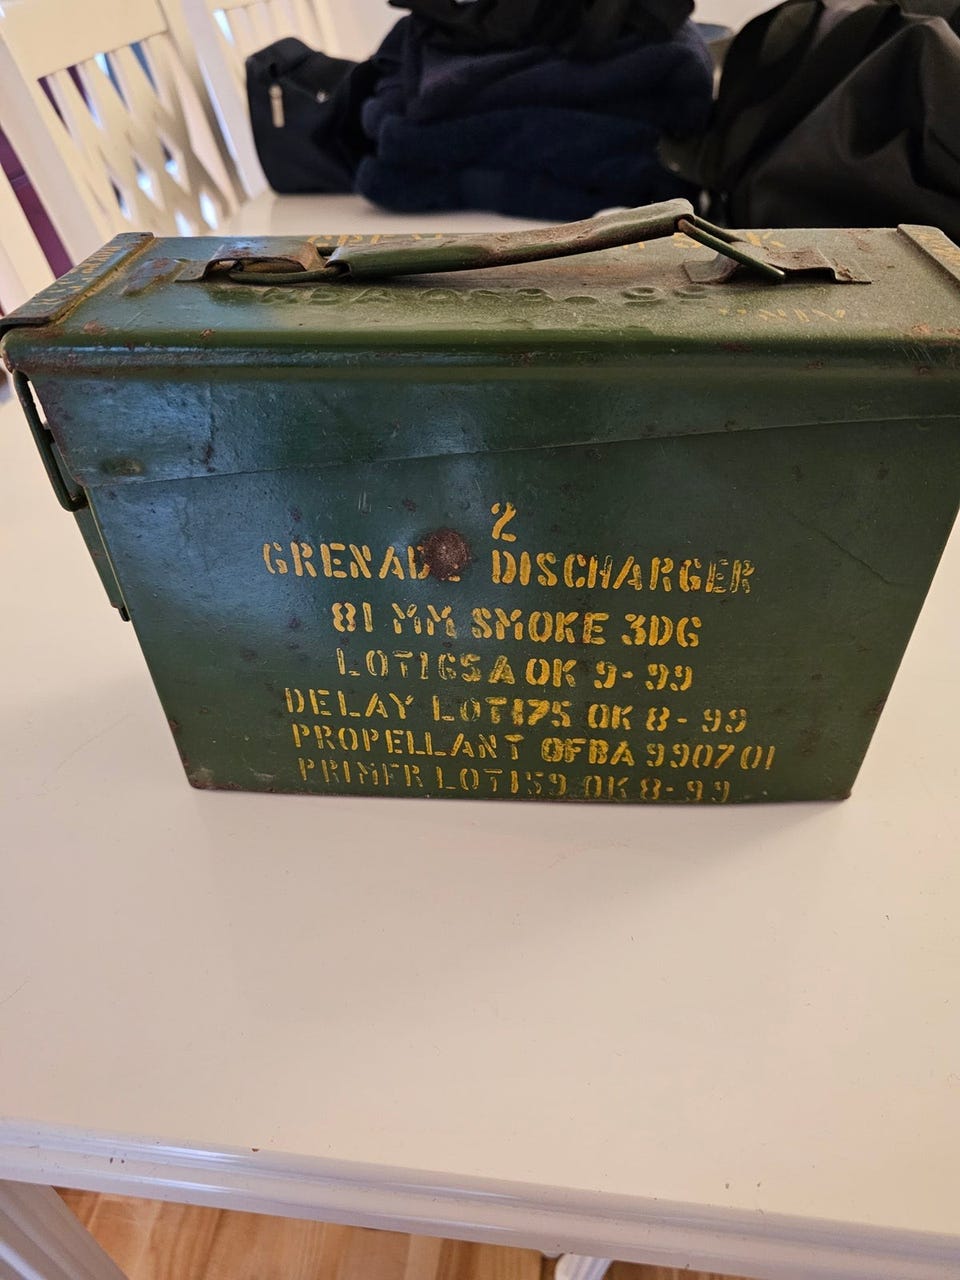 2
GRENADE DISCHARGER
81 MM SMOKE 3DG
LOT165A OK 9-99
DELAY LOT175 OK 8-99
PROPELLANT OFBA 990701
PRIMER LOT159 OK 8-99